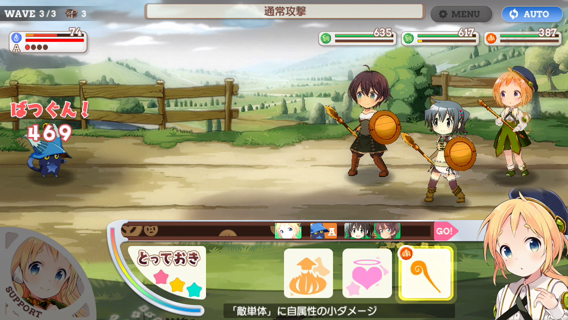 WAVE 3/3 3
通常攻撃
MENU
AUTO
74
A
635
617
387
ばつぐん!
469
A
GO!
とっておき
SUPPORT
「敵単体」に自属性の小ダメージ